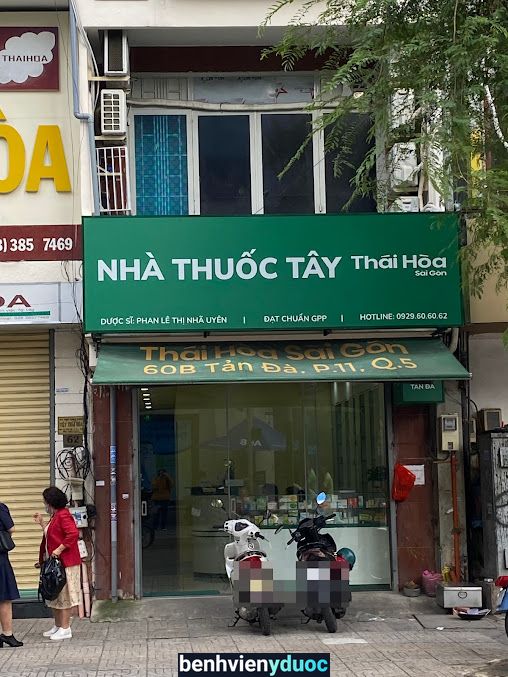 THAIHOA
ÒA
3) 385 7469
NHÀ THUỐC TÂY Thái Hòa
Sài Gòn
DƯỢC SĨ: PHAN LÊ THỊ NHÃ UYÊN | ĐẠT CHUẨN GPP | HOTLINE: 0929.60.60.62
Thái Hòa Sài Gòn
60B Tản Đà, P.11, Q.5
TẢN ĐÀ
62
benhvienyduoc